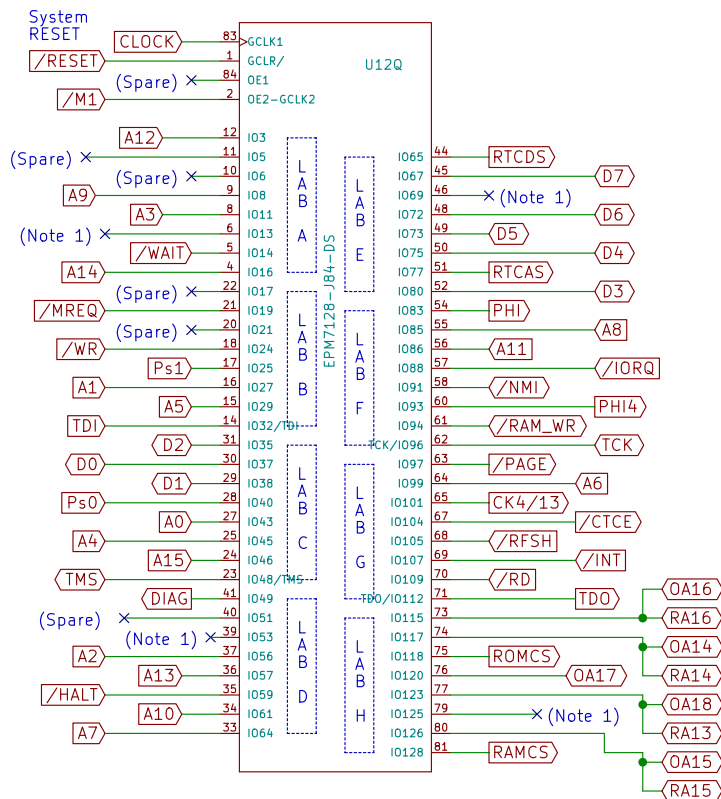 System
RESET
U12Q
EPM7128-J84-DS
CLOCK 83 GCLK1
/RESET 1 GCLR/
(Spare) 84 OE1
/M1 2 OE2-GCLK2
A12 12 IO3
(Spare) 11 IO5
(Spare) 10 IO6
A9 9 IO8
A3 8 IO11
(Note 1) 6 IO13
/WAIT 5 IO14
A14 4 IO16
LAB A
(Spare) 22 IO17
/MREQ 21 IO19
(Spare) 20 IO21
/WR 18 IO24
Ps1 17 IO25
A1 16 IO27
A5 15 IO29
TDI 14 IO32/TDI
LAB B
D2 31 IO35
D0 30 IO37
D1 29 IO38
Ps0 28 IO40
A0 27 IO43
A4 25 IO45
A15 24 IO46
TMS 23 IO48/TMS
LAB C
DIAG 41 IO49
(Spare) 40 IO51
(Note 1) 39 IO53
A2 37 IO56
A13 36 IO57
/HALT 35 IO59
A10 34 IO61
A7 33 IO64
LAB D
IO65 44 RTCDS
IO67 45 D7
IO69 46 (Note 1)
IO72 48 D6
IO73 49 D5
IO75 50 D4
IO77 51 RTCAS
IO80 52 D3
LAB E
IO83 54 PHI
IO85 55 A8
IO86 56 A11
IO88 57 /IORQ
IO91 58 /NMI
IO93 60 PHI4
IO94 61 /RAM_WR
TCK/IO96 62 TCK
LAB F
IO97 63 /PAGE
IO99 64 A6
IO101 65 CK4/13
IO104 67 /CTCE
IO105 68 /RFSH
IO107 69 /INT
IO109 70 /RD
TDO/IO112 71 TDO
LAB G
IO115 73 OA16
RA16
IO117 74 OA14
RA14
IO118 75 ROMCS
IO120 76 OA17
IO123 77 OA18
RA13
IO125 79 (Note 1)
IO126 80 OA15
RA15
IO128 81 RAMCS
LAB H